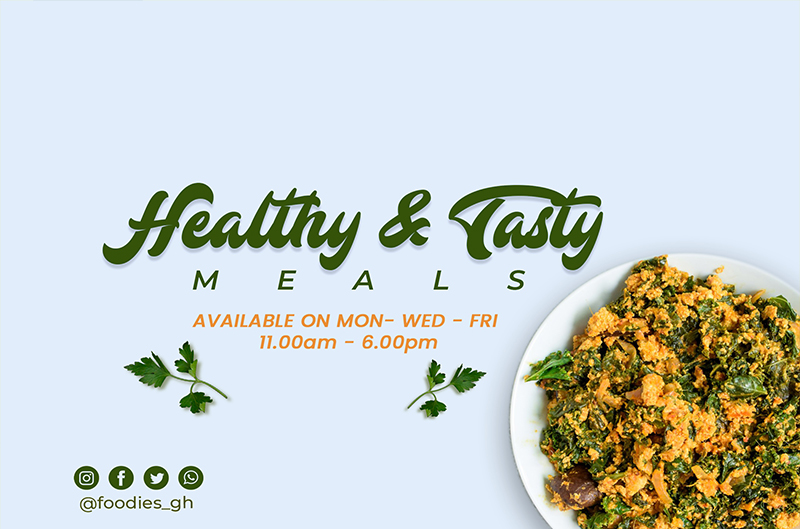 Healthy & Tasty
MEALS
AVAILABLE ON MON- WED - FRI
11.00am - 6.00pm
@foodies_gh